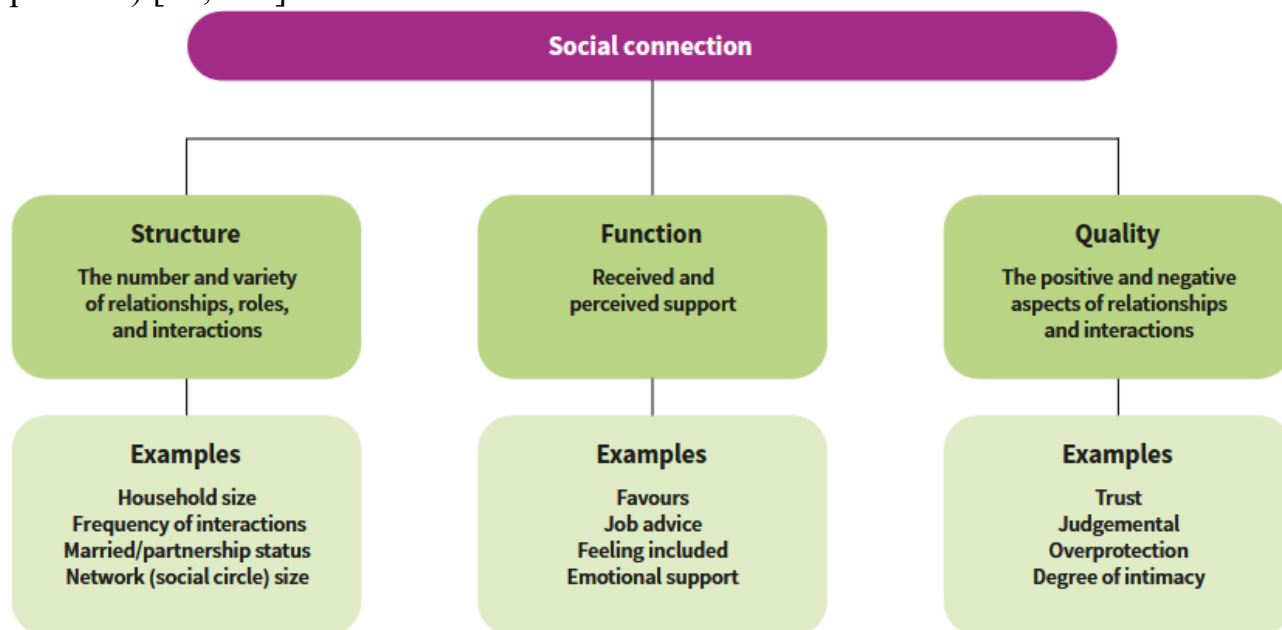 Social connection
Structure
The number and variety
of relationships, roles,
and interactions
Function
Received and
perceived support
Quality
The positive and negative
aspects of relationships
and interactions
Examples
Household size
Frequency of interactions
Married/partnership status
Network (social circle) size
Examples
Favours
Job advice
Feeling included
Emotional support
Examples
Trust
Judgemental
Overprotection
Degree of intimacy